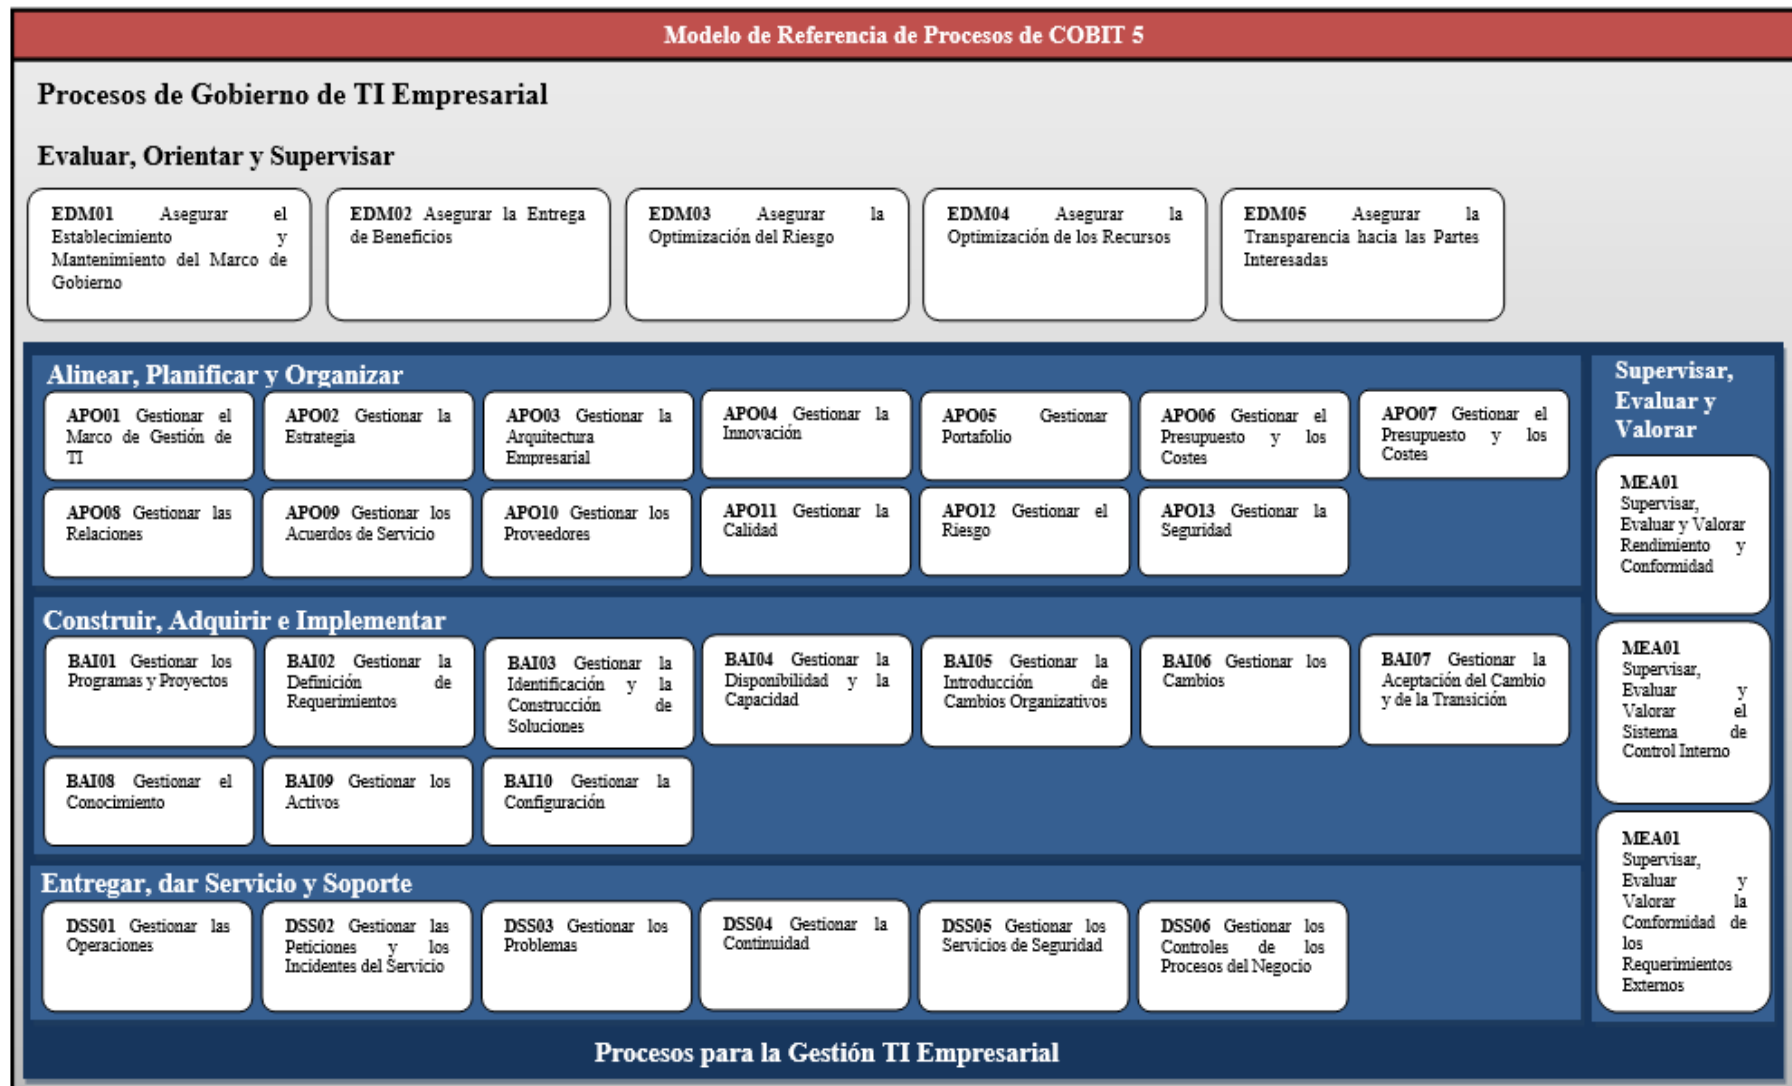 Modelo de Referencia de Procesos de COBIT 5
Procesos de Gobierno de TI Empresarial
Evaluar, Orientar y Supervisar
EDM01 Asegurar el
Establecimiento y
Mantenimiento del Marco de
Gobierno
EDM02 Asegurar la Entrega
de Beneficios
EDM03 Asegurar la
Optimización del Riesgo
EDM04 Asegurar la
Optimización de los Recursos
EDM05 Asegurar la
Transparencia hacia las Partes
Interesadas
Alinear, Planificar y Organizar
APO01 Gestionar el
Marco de Gestión de
TI
APO02 Gestionar la
Estrategia
APO03 Gestionar la
Arquitectura
Empresarial
APO04 Gestionar la
Innovación
APO05 Gestionar
Portafolio
APO06 Gestionar el
Presupuesto y los
Costes
APO07 Gestionar el
Presupuesto y los
Costes
APO08 Gestionar las
Relaciones
APO09 Gestionar los
Acuerdos de Servicio
APO10 Gestionar los
Proveedores
APO11 Gestionar la
Calidad
APO12 Gestionar el
Riesgo
APO13 Gestionar la
Seguridad
Construir, Adquirir e Implementar
BAI01 Gestionar los
Programas y Proyectos
BAI02 Gestionar la
Definición de
Requerimientos
BAI03 Gestionar la
Identificación y la
Construcción de
Soluciones
BAI04 Gestionar la
Disponibilidad y la
Capacidad
BAI05 Gestionar la
Introducción de
Cambios Organizativos
BAI06 Gestionar los
Cambios
BAI07 Gestionar la
Aceptación del Cambio
y de la Transición
BAI08 Gestionar el
Conocimiento
BAI09 Gestionar los
Activos
BAI10 Gestionar la
Configuración
Entregar, dar Servicio y Soporte
DSS01 Gestionar las
Operaciones
DSS02 Gestionar las
Peticiones y los
Incidentes del Servicio
DSS03 Gestionar los
Problemas
DSS04 Gestionar la
Continuidad
DSS05 Gestionar los
Servicios de Seguridad
DSS06 Gestionar los
Controles de los
Procesos del Negocio
Supervisar,
Evaluar y
Valorar
MEA01
Supervisar,
Evaluar y Valorar
Rendimiento y
Conformidad
MEA01
Supervisar,
Evaluar y
Valorar el
Sistema de
Control Interno
MEA01
Supervisar,
Evaluar y
Valorar la
Conformidad de
los
Requerimientos
Externos
Procesos para la Gestión TI Empresarial